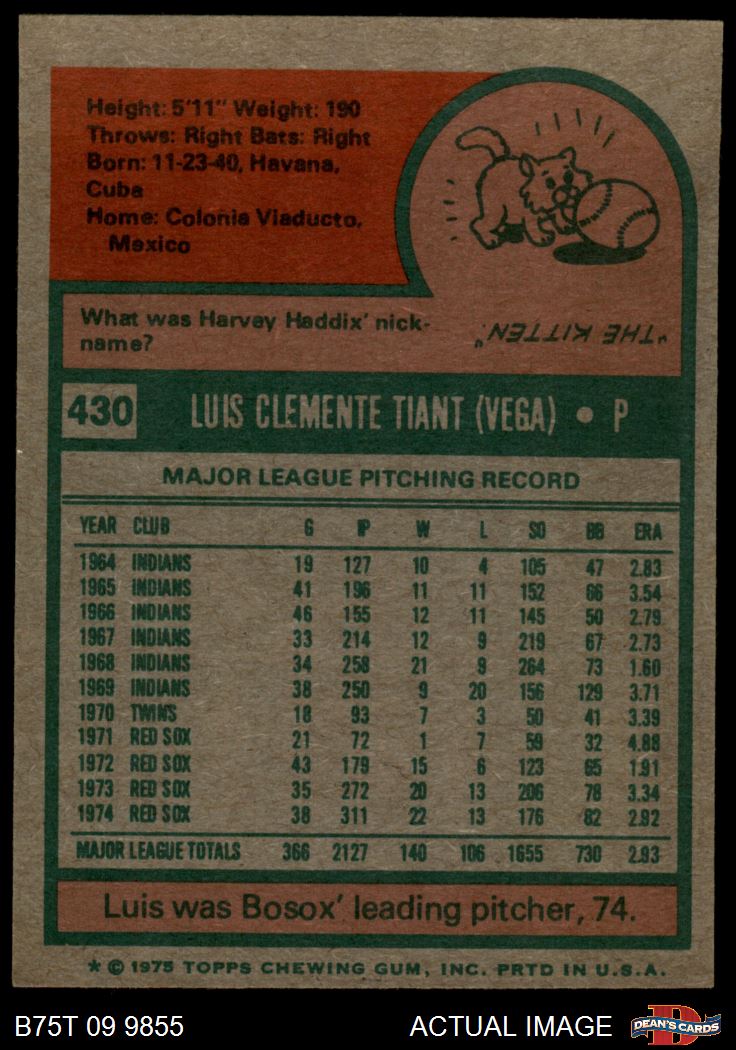 Height: 5'11" Weight: 190
Throws: Right Bats: Right
Born: 11-23-40, Havana,
Cuba
Home: Colonia Viaducto,
Mexico
What was Harvey Haddix' nick-
name?
"THE KITTEN."
430 LUIS CLEMENTE TIANT (VEGA) • P
MAJOR LEAGUE PITCHING RECORD
YEAR CLUB G IP W L SO BB ERA
1964 INDIANS 19 127 10 4 105 47 2.83
1965 INDIANS 41 196 11 11 152 66 3.54
1966 INDIANS 46 155 12 11 145 50 2.79
1967 INDIANS 33 214 12 9 219 67 2.73
1968 INDIANS 34 258 21 9 264 73 1.60
1969 INDIANS 38 250 9 20 156 129 3.71
1970 TWINS 18 93 7 3 50 41 3.39
1971 RED SOX 21 72 1 7 59 32 4.88
1972 RED SOX 43 179 15 6 123 65 1.91
1973 RED SOX 35 272 20 13 206 78 3.34
1974 RED SOX 38 311 22 13 176 82 2.92
MAJOR LEAGUE TOTALS 366 2127 140 106 1655 730 2.93
Luis was Bosox' leading pitcher, 74.
* © 1975 TOPPS CHEWING GUM, INC. PRTD IN U.S.A.
B75T 09 9855 ACTUAL IMAGE DEAN'S CARDS